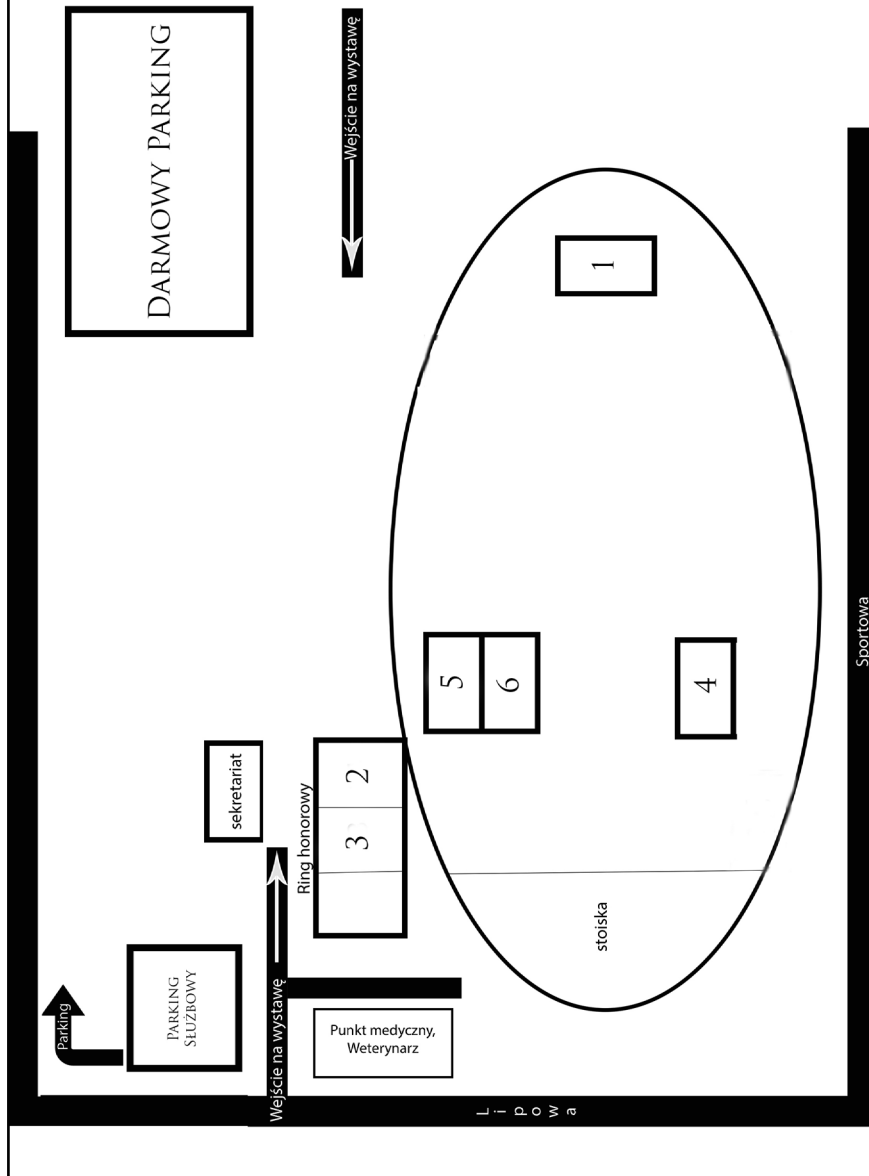 DARMOWY PARKING
Wejście na wystawę
1
5
6
4
Sportowa
sekretariat
Ring honorowy
2
3
stoiska
Parking
PARKING
SŁUŻBOWY
Wejście na wystawę
Punkt medyczny,
Weterynarz
Lipowa